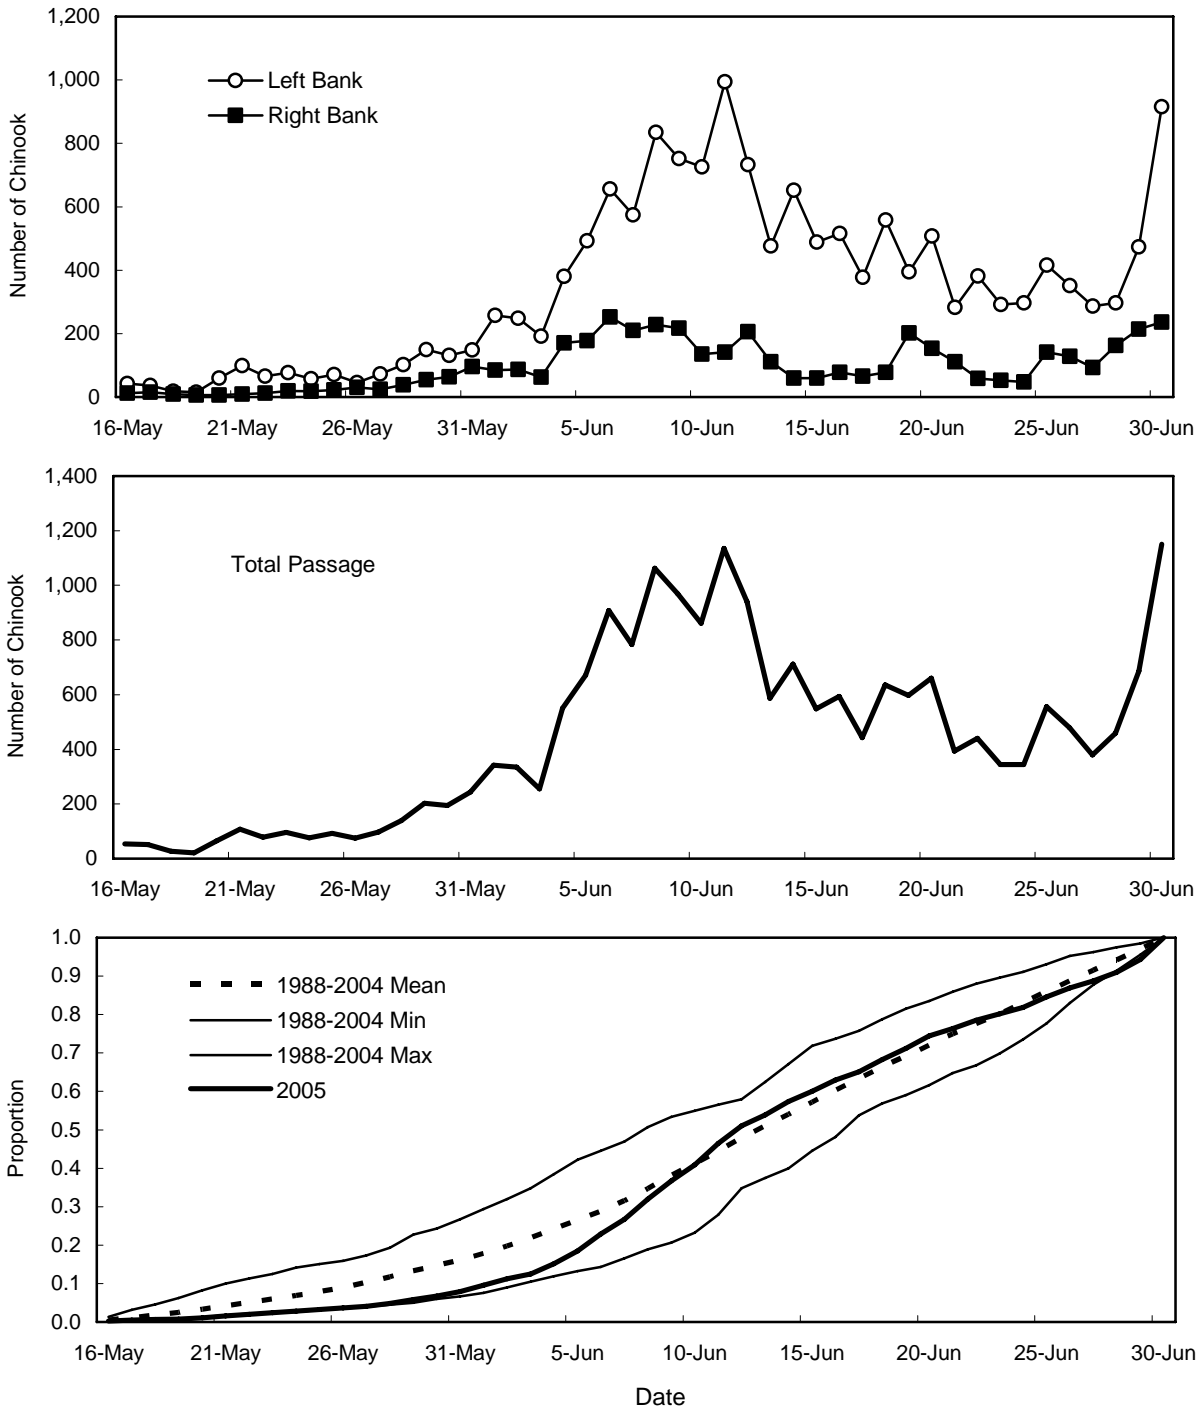 1,200
1,000
800
600
400
200
0
Number of Chinook
Left Bank
Right Bank
16-May 21-May 26-May 31-May 5-Jun 10-Jun 15-Jun 20-Jun 25-Jun 30-Jun
1,400
1,200
1,000
800
600
400
200
0
Number of Chinook
Total Passage
16-May 21-May 26-May 31-May 5-Jun 10-Jun 15-Jun 20-Jun 25-Jun 30-Jun
1.0
0.9
0.8
0.7
0.6
0.5
0.4
0.3
0.2
0.1
0.0
Proportion
1988-2004 Mean
1988-2004 Min
1988-2004 Max
2005
16-May 21-May 26-May 31-May 5-Jun 10-Jun 15-Jun 20-Jun 25-Jun 30-Jun
Date